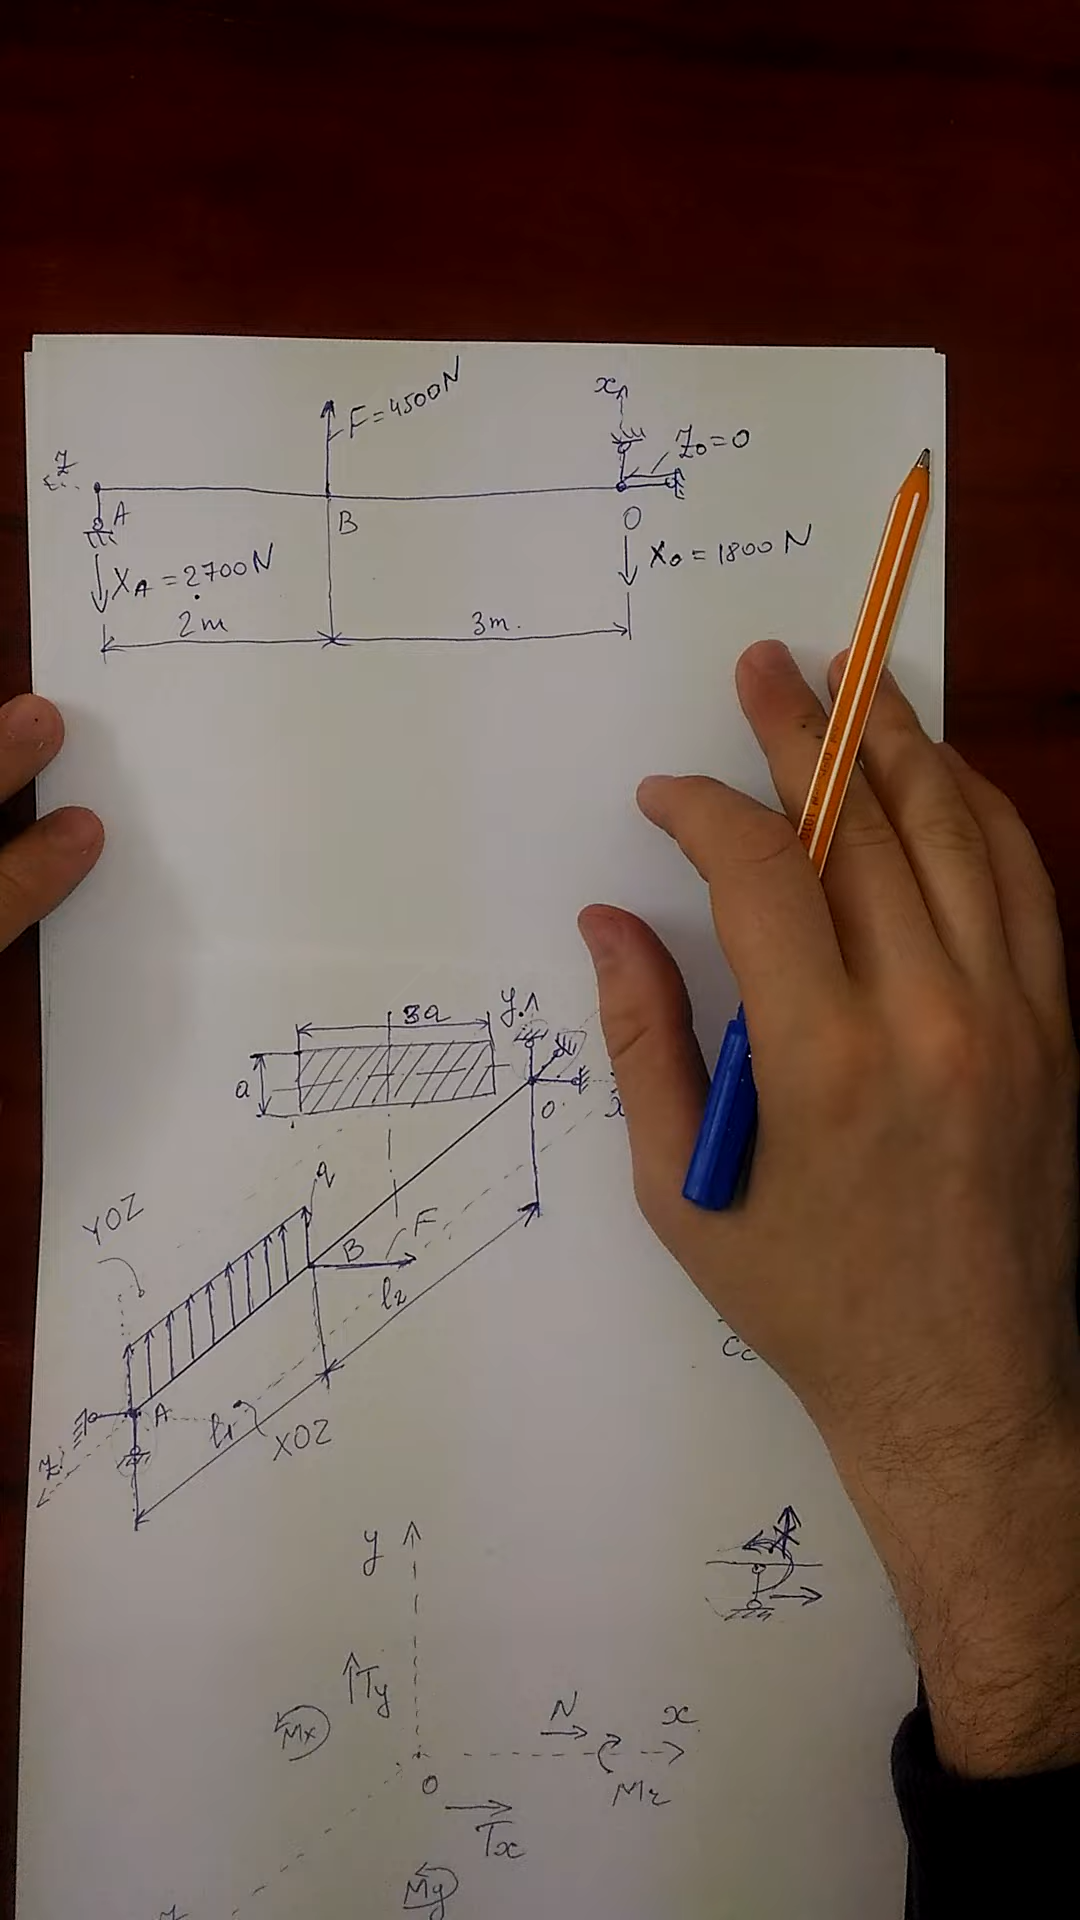 F=4500N
x
Z₀=0
Z
A
B
O
X_A = 2700N
X₀ = 1800 N
2m
3m.
3a
y
a
O
x
q
YOZ
F
B
l₂
A
l₁
XOZ
Z
y
Ty
N
x
Mx
O
Mz
Tx
My